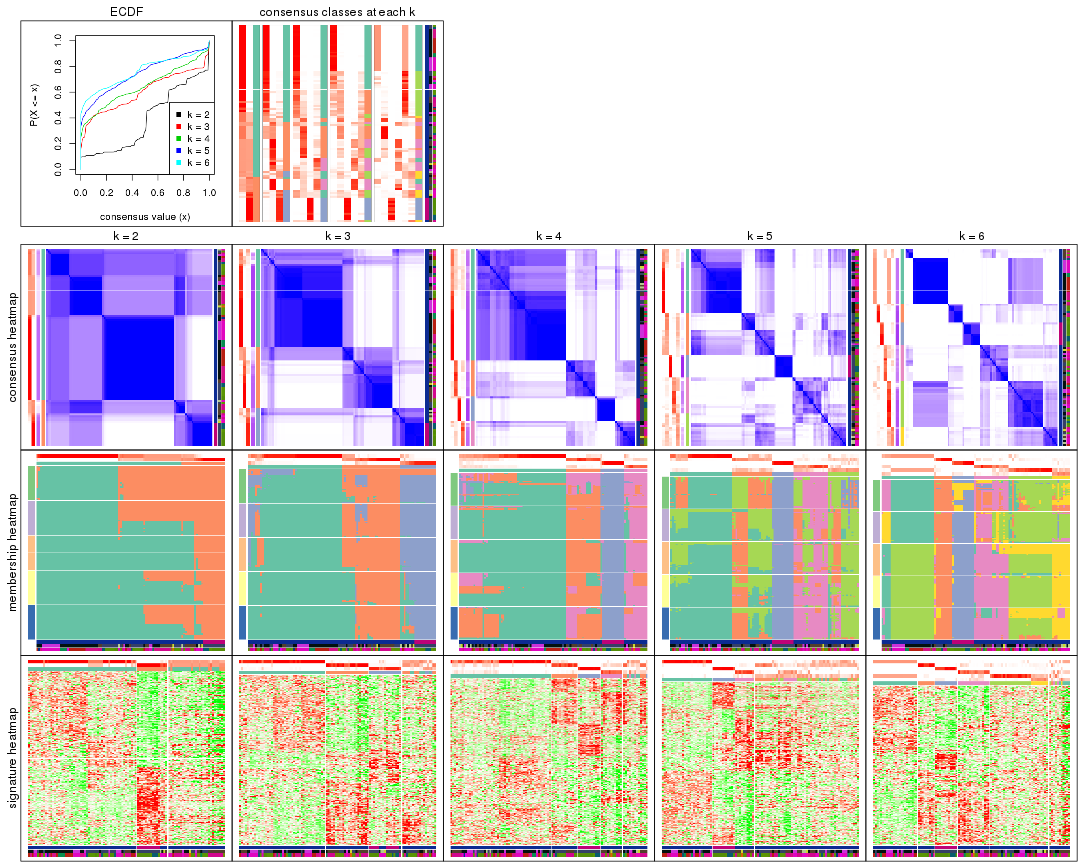 ECDF
consensus classes at each k
P(X <= x)
0.0 0.2 0.4 0.6 0.8 1.0
k = 2
k = 3
k = 4
k = 5
k = 6
0.0 0.2 0.4 0.6 0.8 1.0
consensus value (x)
k = 2 k = 3 k = 4 k = 5 k = 6
consensus heatmap
membership heatmap
signature heatmap